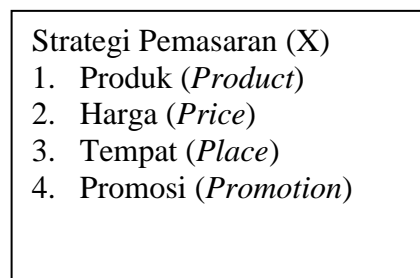 Strategi Pemasaran (X)
1. Produk (Product)
2. Harga (Price)
3. Tempat (Place)
4. Promosi (Promotion)